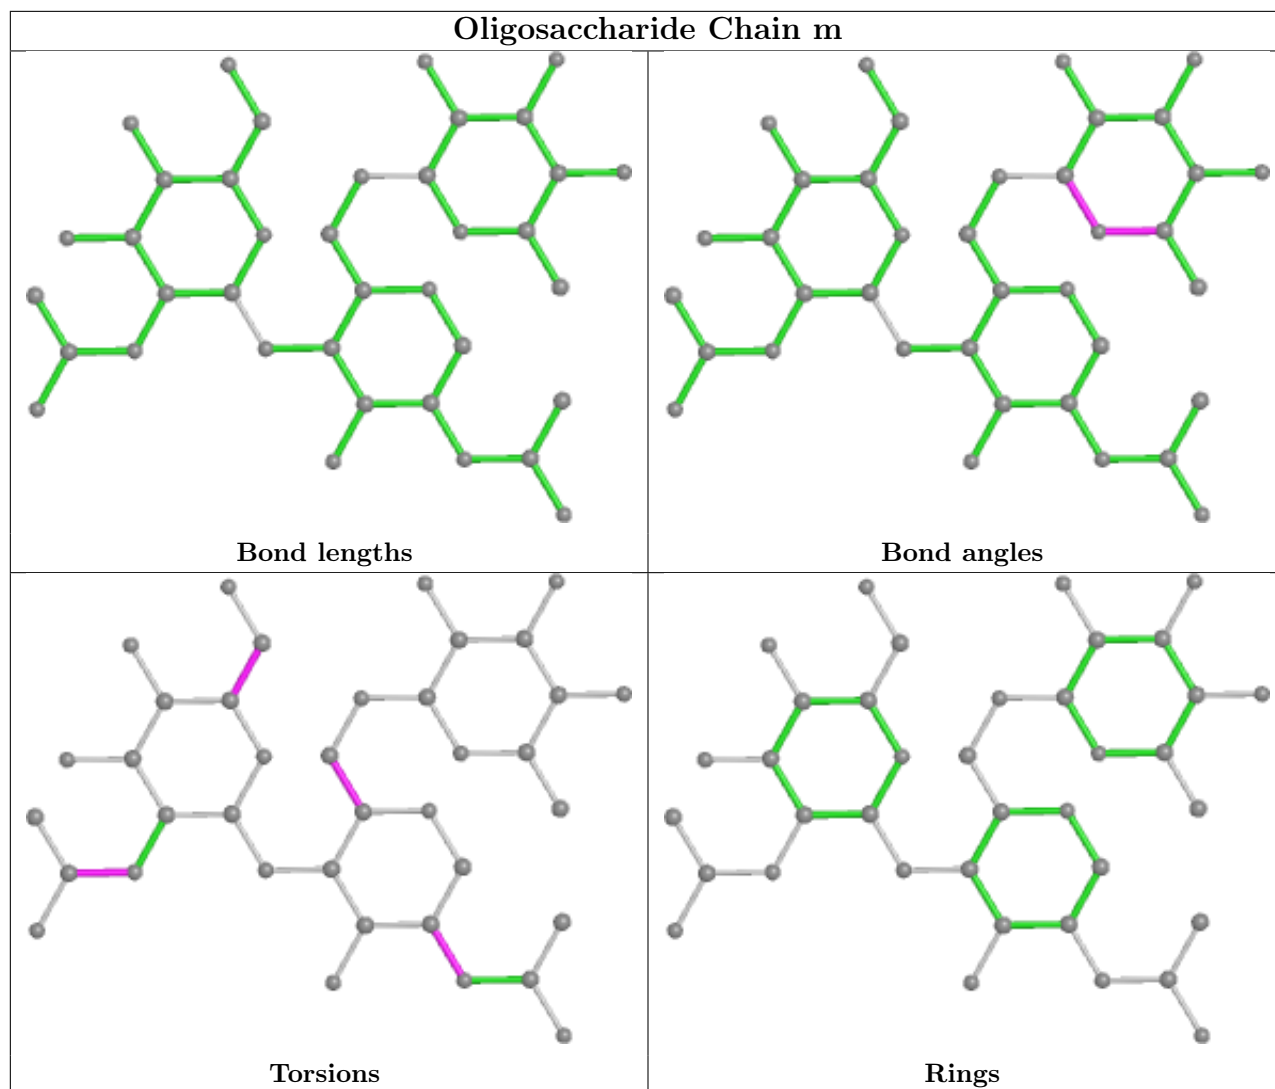 Oligosaccharide Chain m
Bond lengths
Bond angles
Torsions
Rings